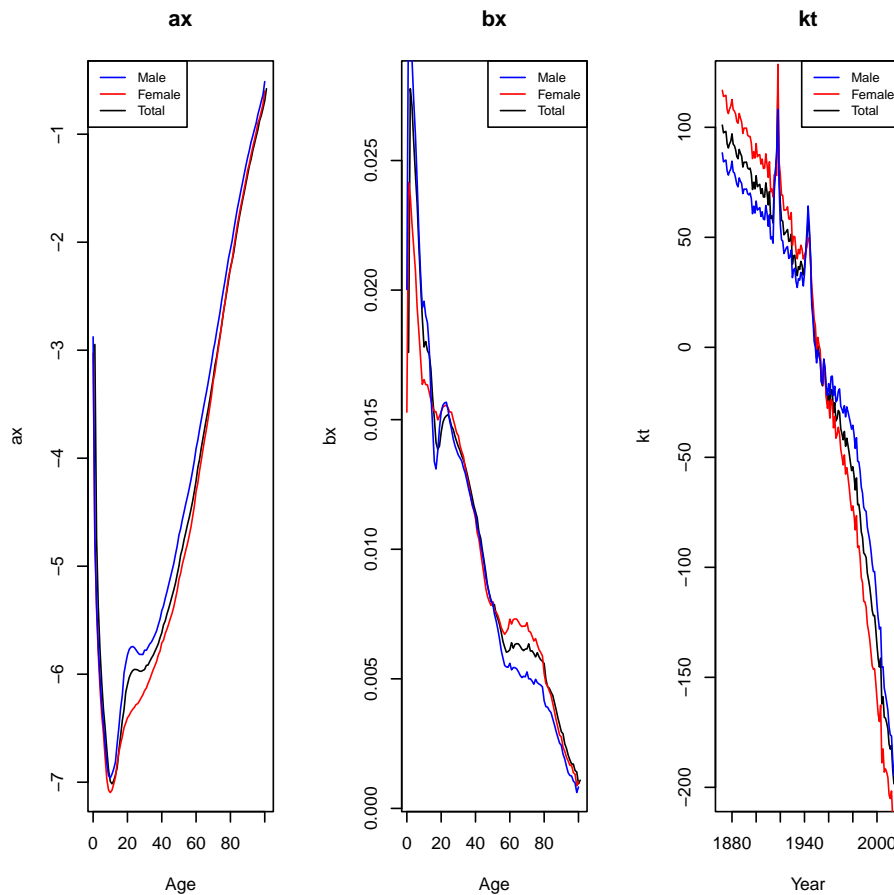 ax
Male
Female
Total
ax
-1
-2
-3
-4
-5
-6
-7
0 20 40 60 80
Age
bx
Male
Female
Total
bx
0.025
0.020
0.015
0.010
0.005
0.000
0 20 40 60 80
Age
kt
Male
Female
Total
kt
100
50
0
-50
-100
-150
-200
1880 1940 2000
Year